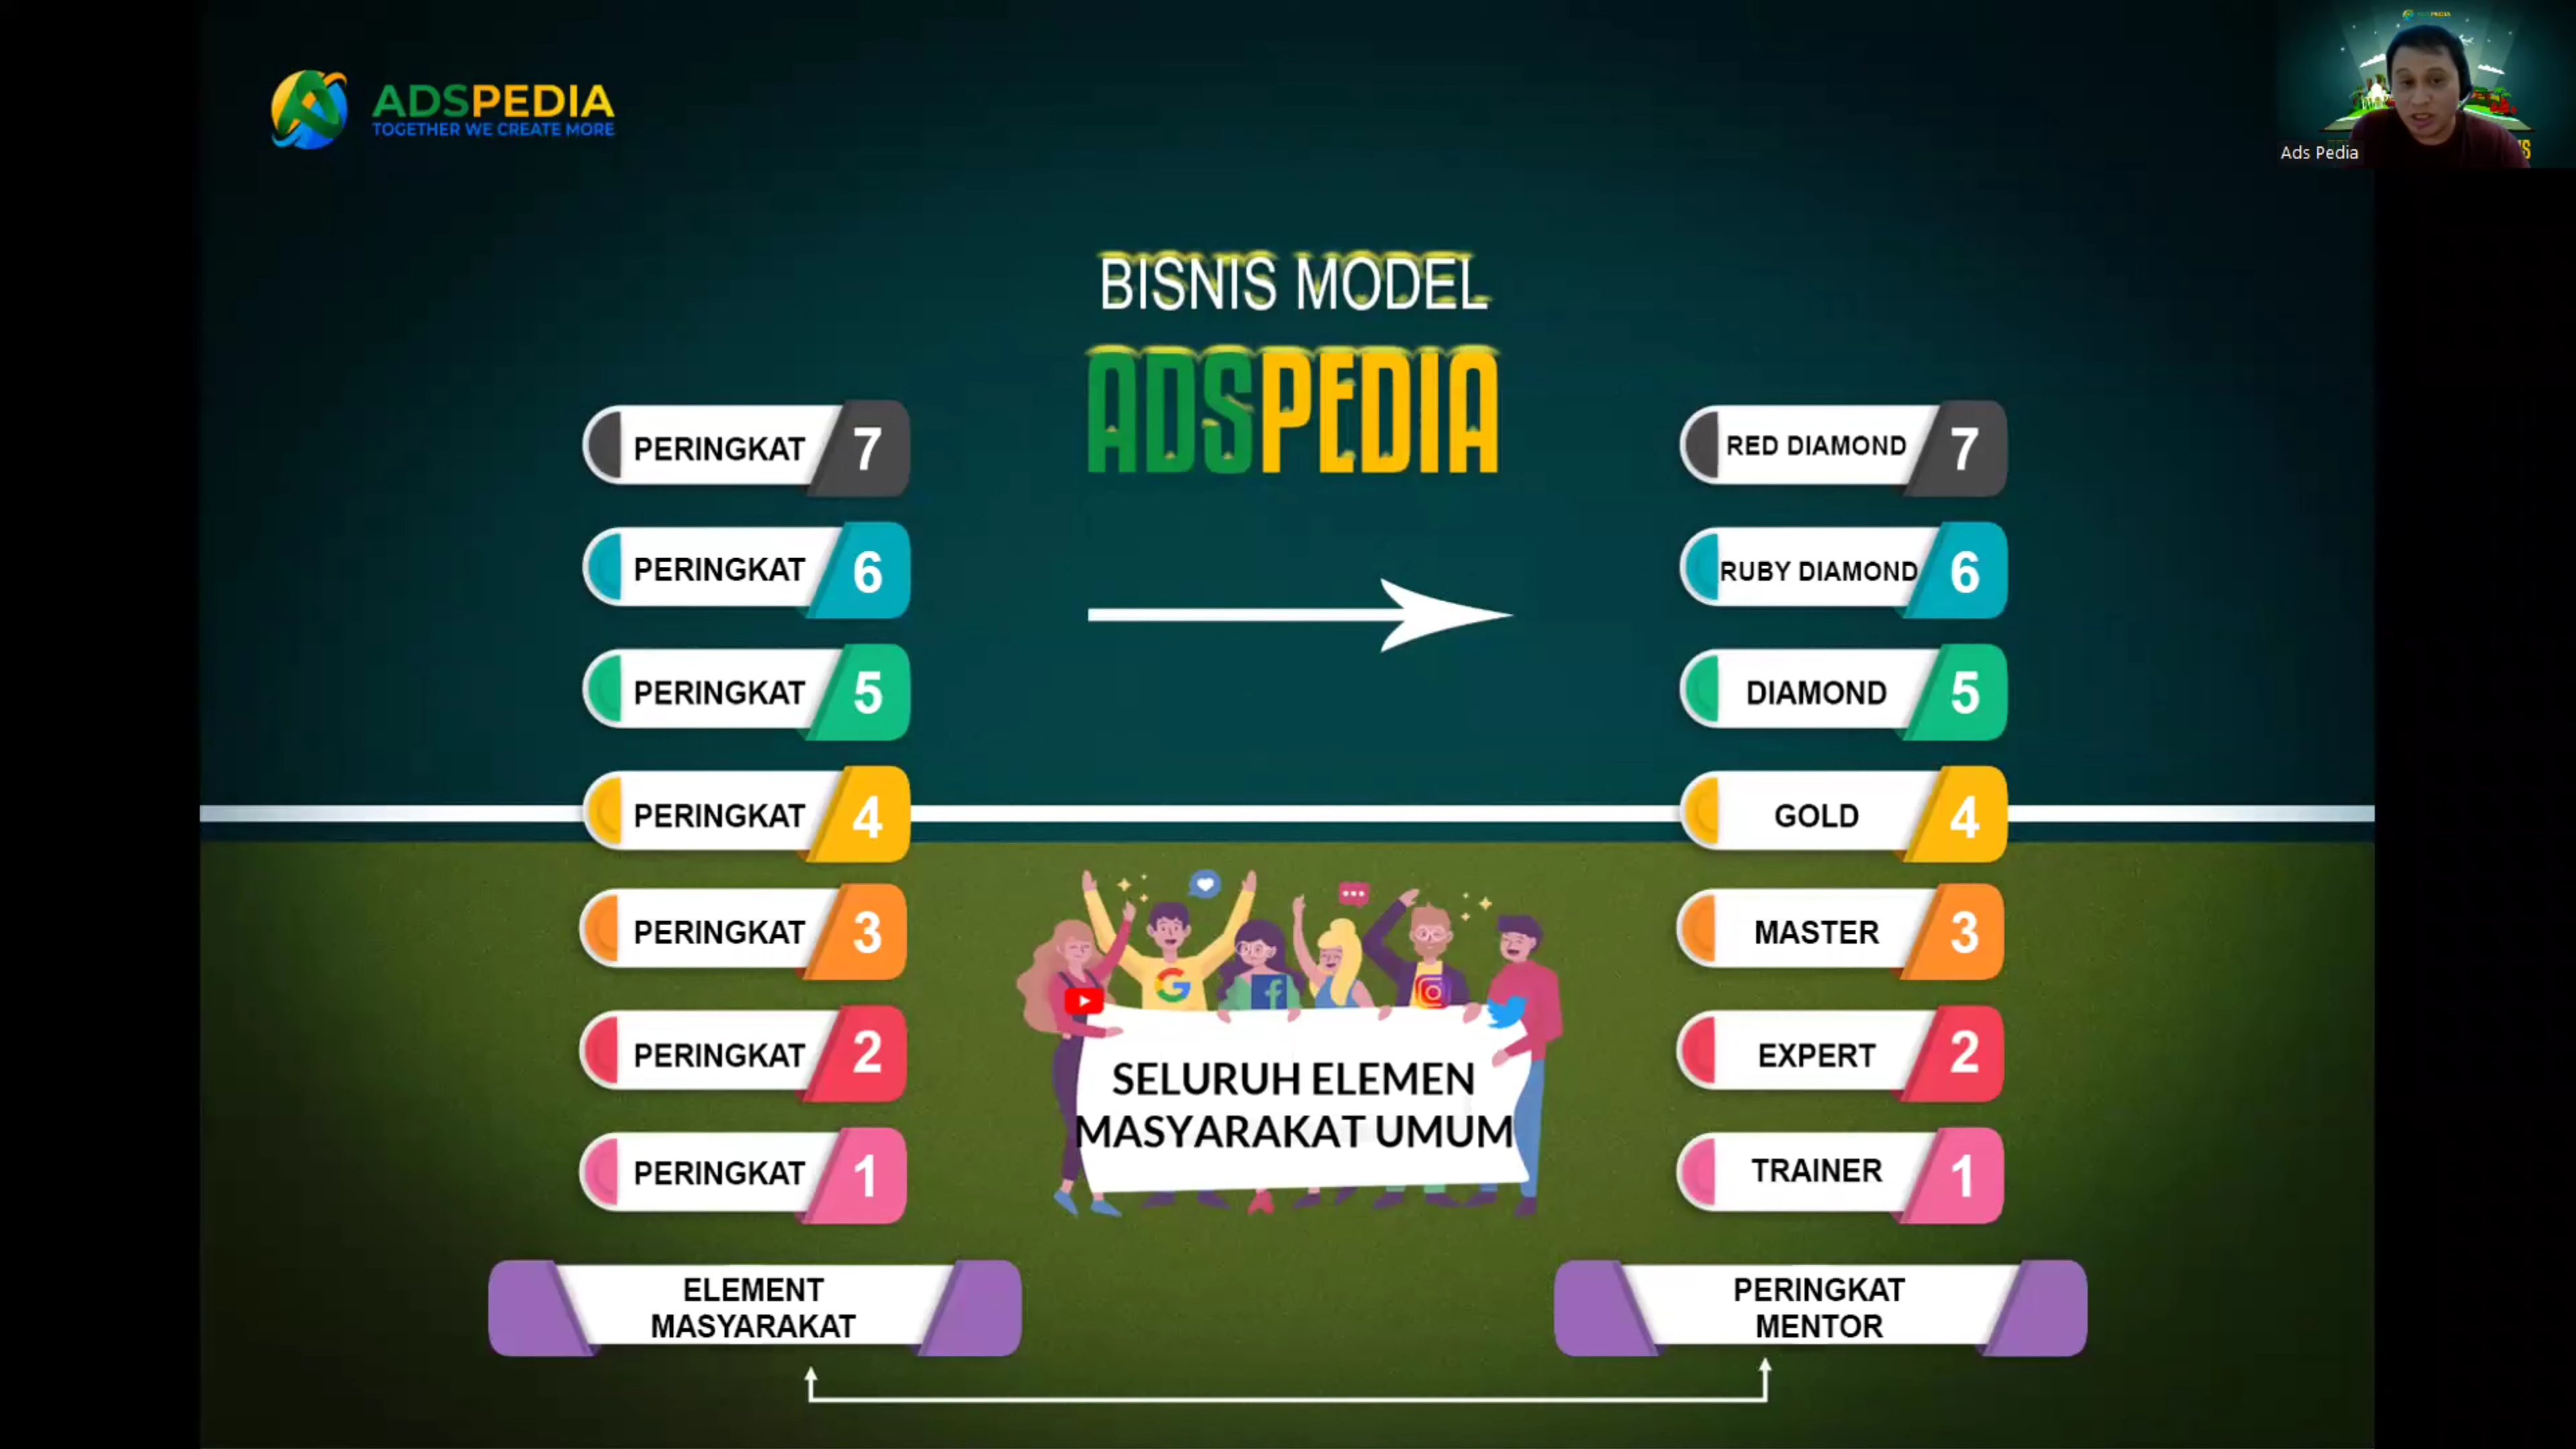 ADSPEDIA
TOGETHER WE CREATE MORE
ADSPEDIA
Ads Pedia
BISNIS MODEL
ADSPEDIA
PERINGKAT 7
PERINGKAT 6
PERINGKAT 5
PERINGKAT 4
PERINGKAT 3
PERINGKAT 2
PERINGKAT 1
ELEMENT
MASYARAKAT
SELURUH ELEMEN
MASYARAKAT UMUM
RED DIAMOND 7
RUBY DIAMOND 6
DIAMOND 5
GOLD 4
MASTER 3
EXPERT 2
TRAINER 1
PERINGKAT
MENTOR